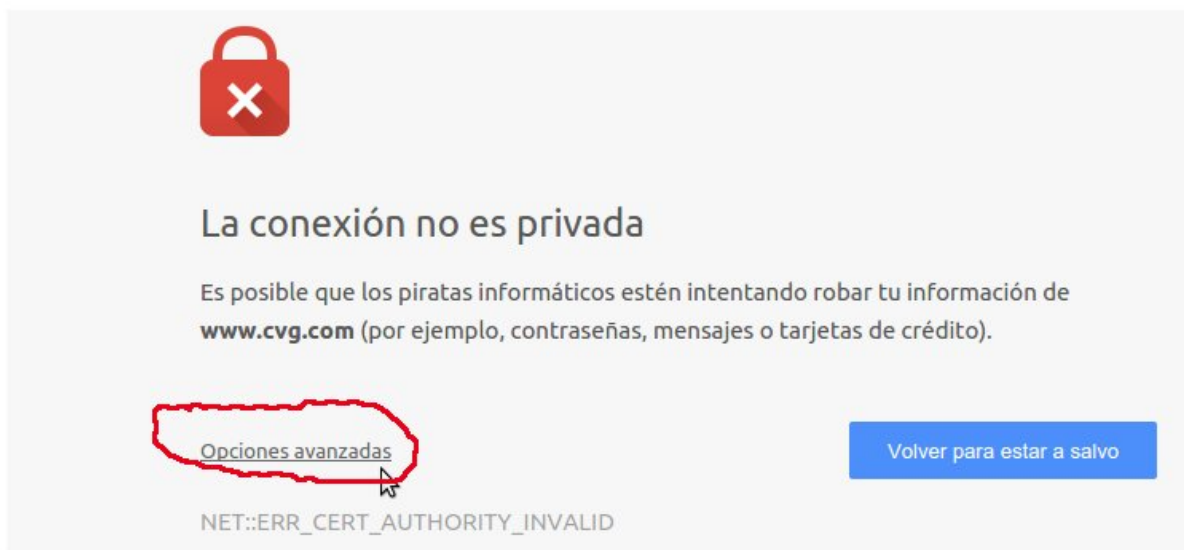 La conexión no es privada
Es posible que los piratas informáticos estén intentando robar tu información de
www.cvg.com (por ejemplo, contraseñas, mensajes o tarjetas de crédito).
Opciones avanzadas
Volver para estar a salvo
NET::ERR_CERT_AUTHORITY_INVALID